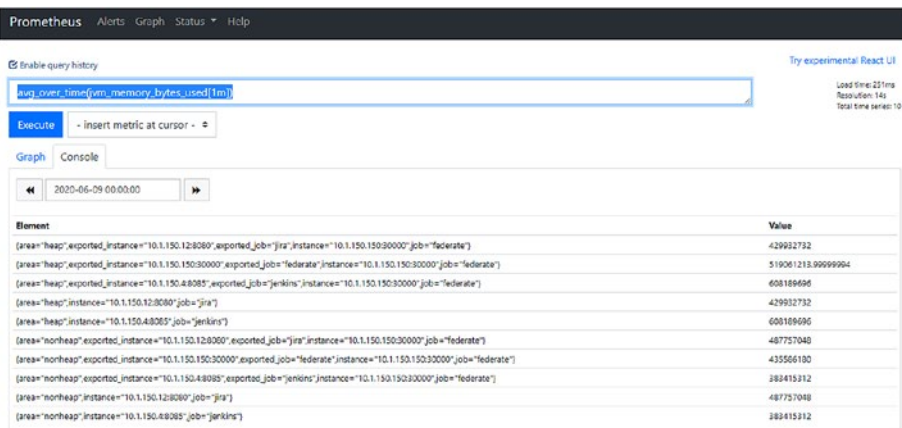 Prometheus Alerts Graph Status Help
Enable query history
Try experimental React UI
avg_over_time(jvm_memory_bytes_used[1m])
Load time: 251ms
Resolution: 14s
Total time series: 10
Execute - insert metric at cursor -
Graph Console
2020-06-09 00:00:00
Element Value
{area="heap",exported_instance="10.1.150.12:8080",exported_job="jira",instance="10.1.150.150:30000",job="federate"} 429932732
{area="heap",exported_instance="10.1.150.150:30000",exported_job="federate",instance="10.1.150.150:30000",job="federate"} 519061213.99999994
{area="heap",exported_instance="10.1.150.4:8085",exported_job="jenkins",instance="10.1.150.150:30000",job="federate"} 608189696
{area="heap",instance="10.1.150.12:8080",job="jira"} 429932732
{area="heap",instance="10.1.150.4:8085",job="jenkins"} 608189696
{area="nonheap",exported_instance="10.1.150.12:8080",exported_job="jira",instance="10.1.150.150:30000",job="federate"} 487757048
{area="nonheap",exported_instance="10.1.150.150:30000",exported_job="federate",instance="10.1.150.150:30000",job="federate"} 435586180
{area="nonheap",exported_instance="10.1.150.4:8085",exported_job="jenkins",instance="10.1.150.150:30000",job="federate"} 383415312
{area="nonheap",instance="10.1.150.12:8080",job="jira"} 487757048
{area="nonheap",instance="10.1.150.4:8085",job="jenkins"} 383415312